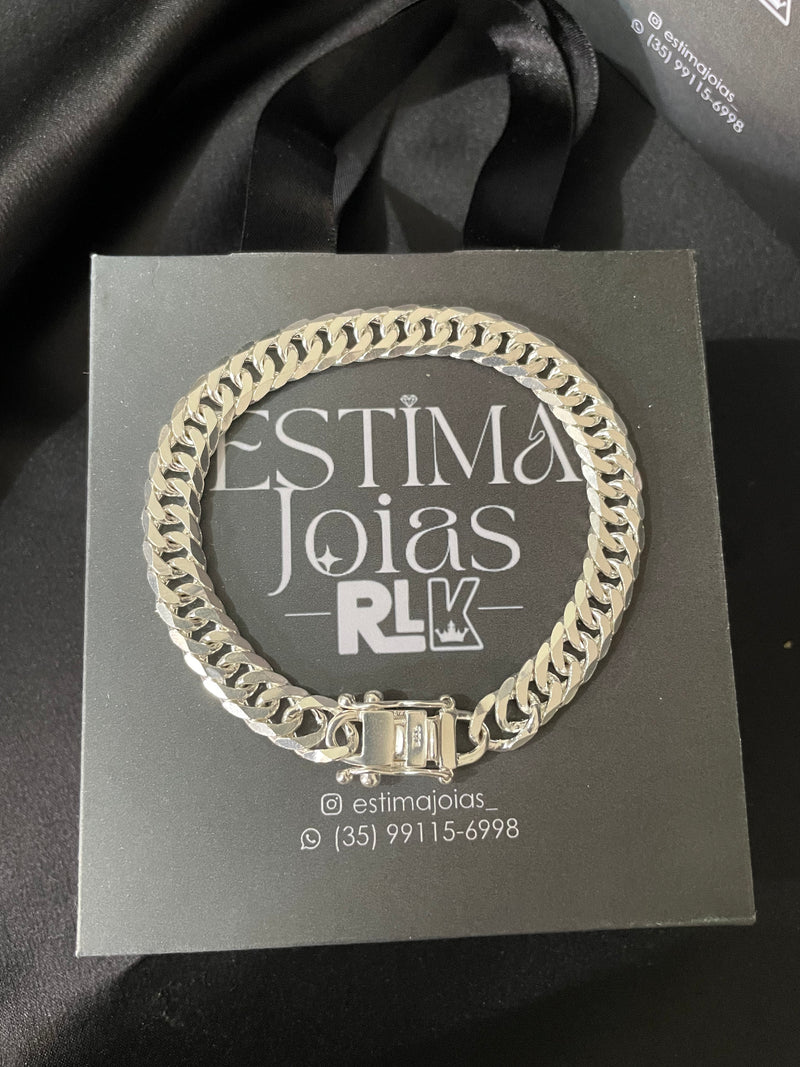 estimajoias_
(35) 99115-6998
ESTIMA
Joias
RLK
estimajoias_
(35) 99115-6998